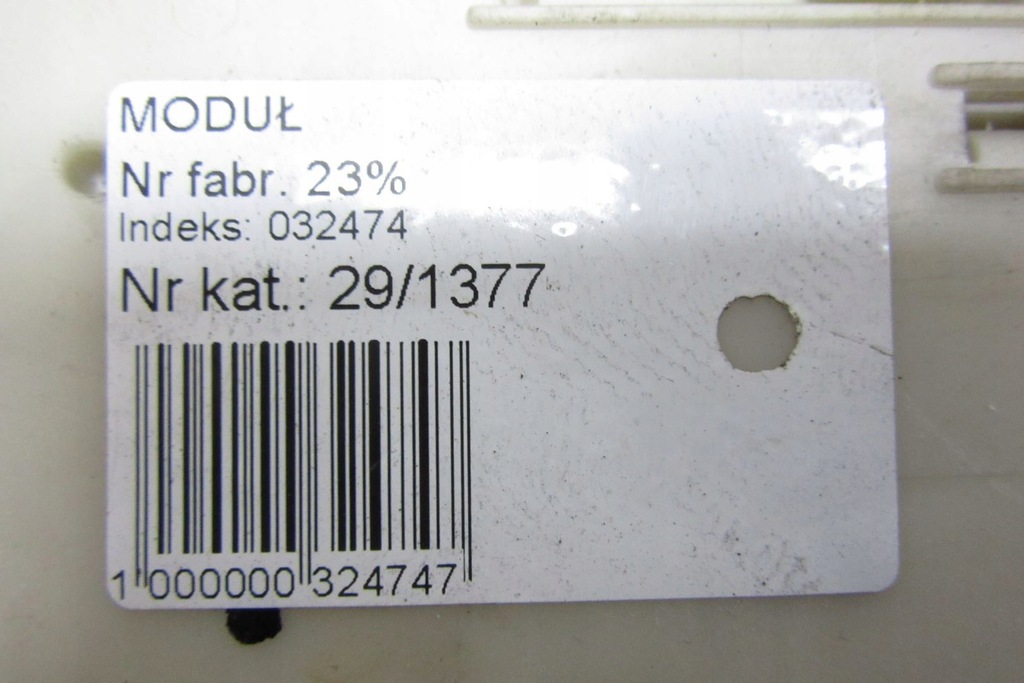 MODUŁ
Nr fabr. 23%
Indeks: 032474
Nr kat.: 29/1377
1 000000 324747